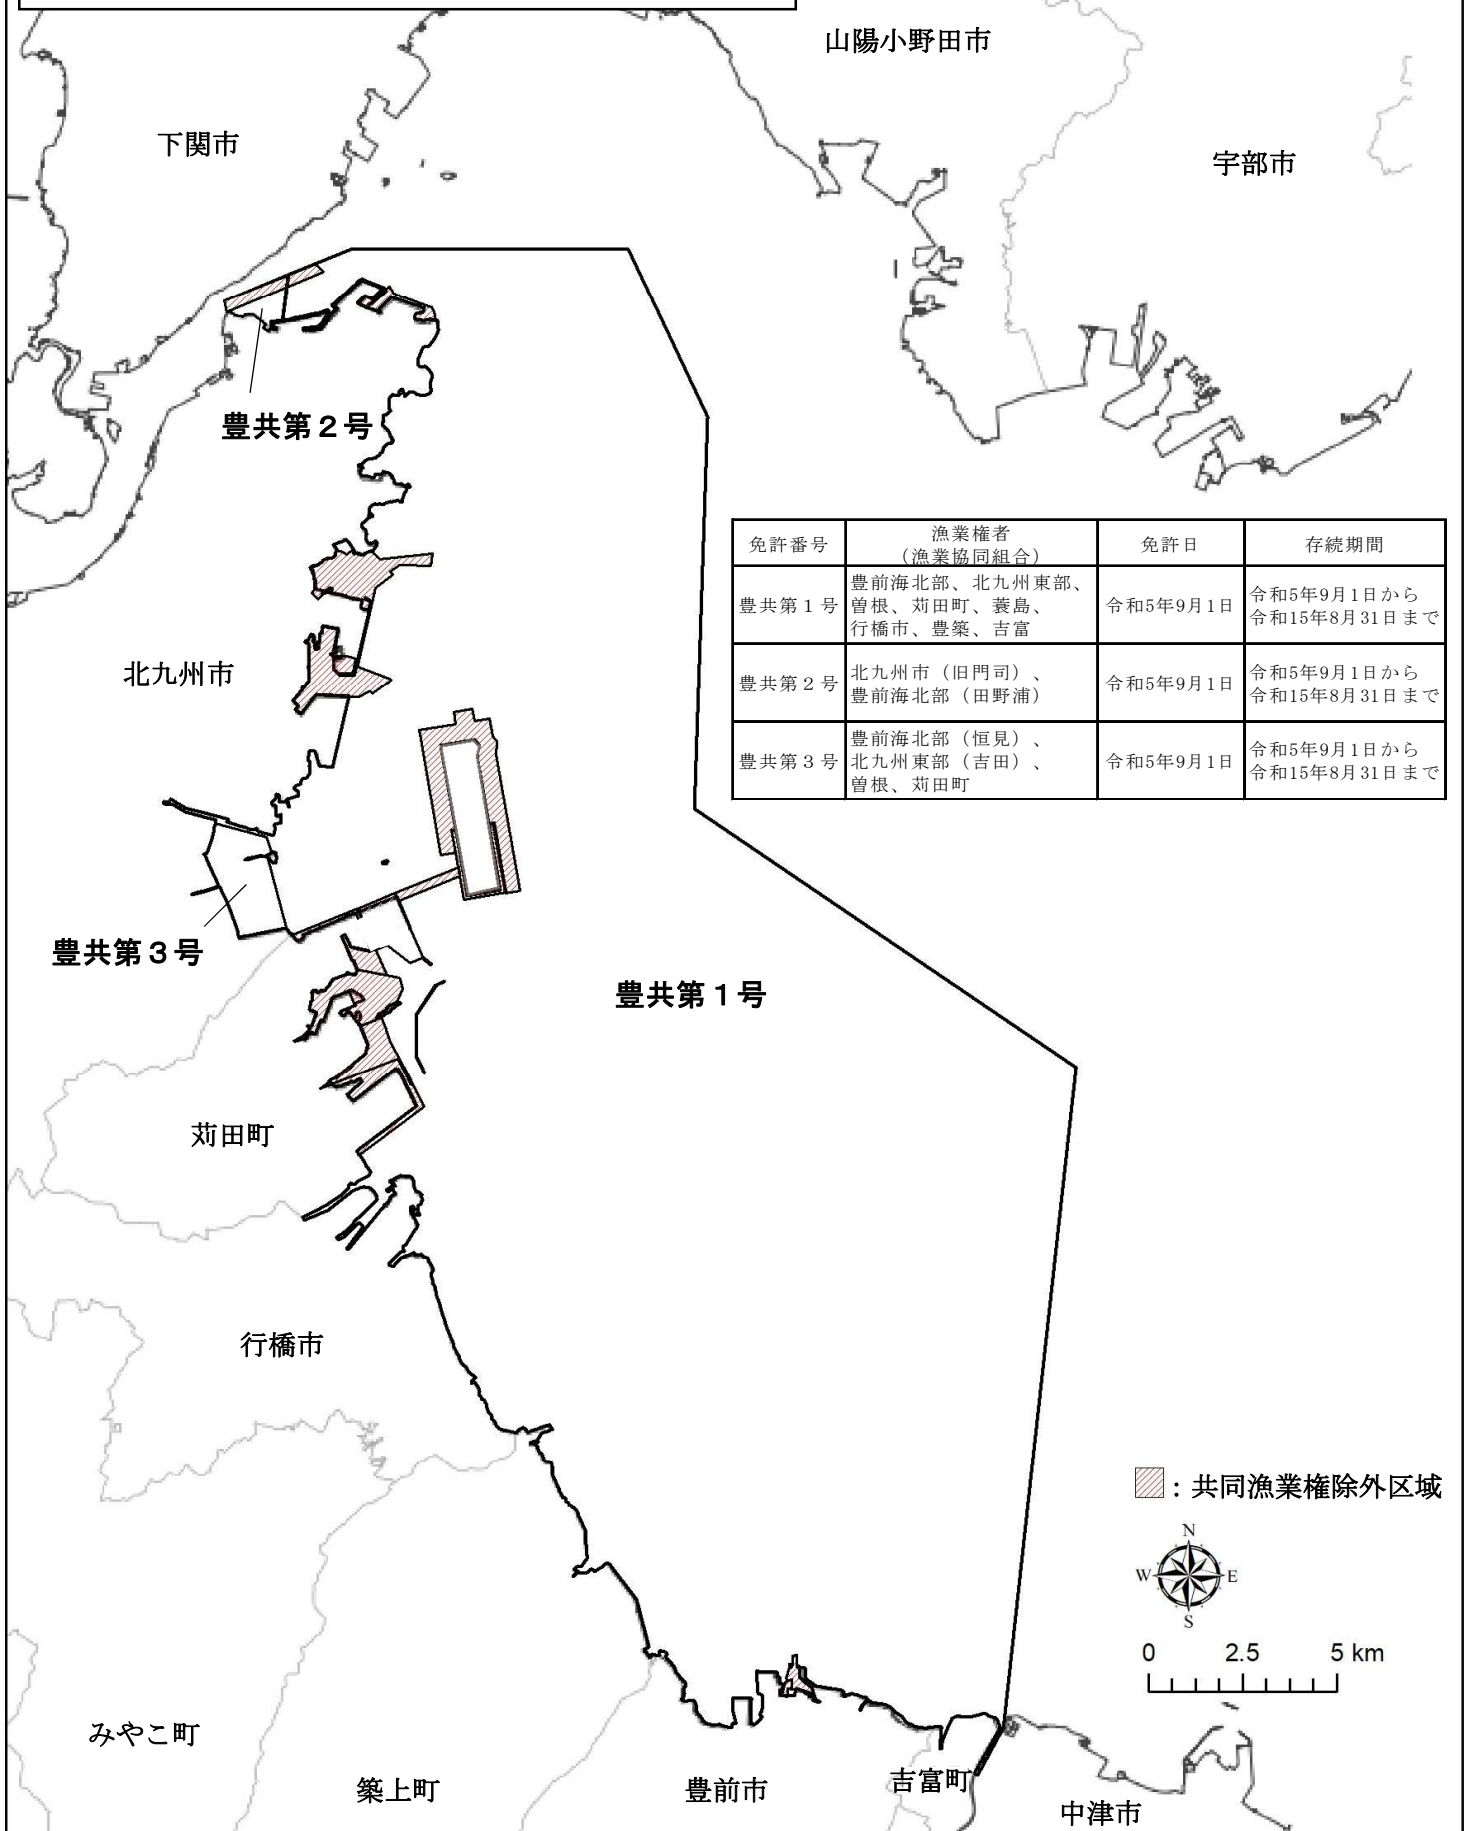 山陽小野田市
下関市
宇部市
豊共第２号
免許番号
漁業権者
（漁業協同組合）
免許日
存続期間
豊共第１号
豊前海北部、北九州東部、
曽根、苅田町、蓑島、
行橋市、豊築、吉富
令和5年9月1日
令和5年9月1日から
令和15年8月31日まで
豊共第２号
北九州市（旧門司）、
豊前海北部（田野浦）
令和5年9月1日
令和5年9月1日から
令和15年8月31日まで
豊共第３号
豊前海北部（恒見）、
北九州東部（吉田）、
曽根、苅田町
令和5年9月1日
令和5年9月1日から
令和15年8月31日まで
北九州市
豊共第３号
豊共第１号
苅田町
行橋市
：共同漁業権除外区域
N
W
E
S
0 2.5 5 km
みやこ町
築上町
豊前市
吉富町
中津市